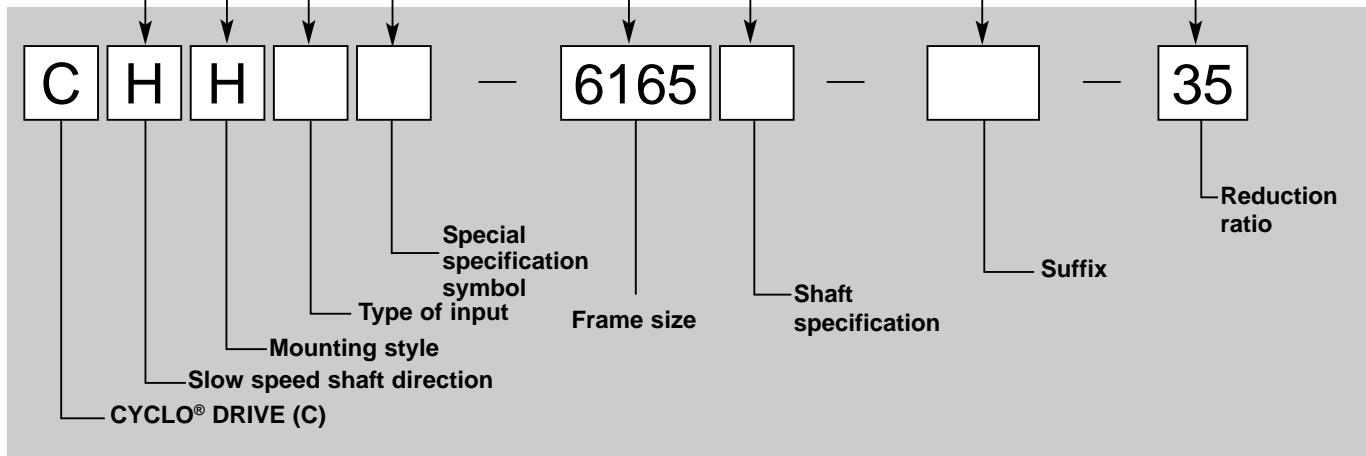 C H H — 6165 — — 35
Reduction
ratio
Special
specification
symbol
Suffix
Shaft
specification
Type of input
Frame size
Mounting style
Slow speed shaft direction
CYCLO® DRIVE (C)